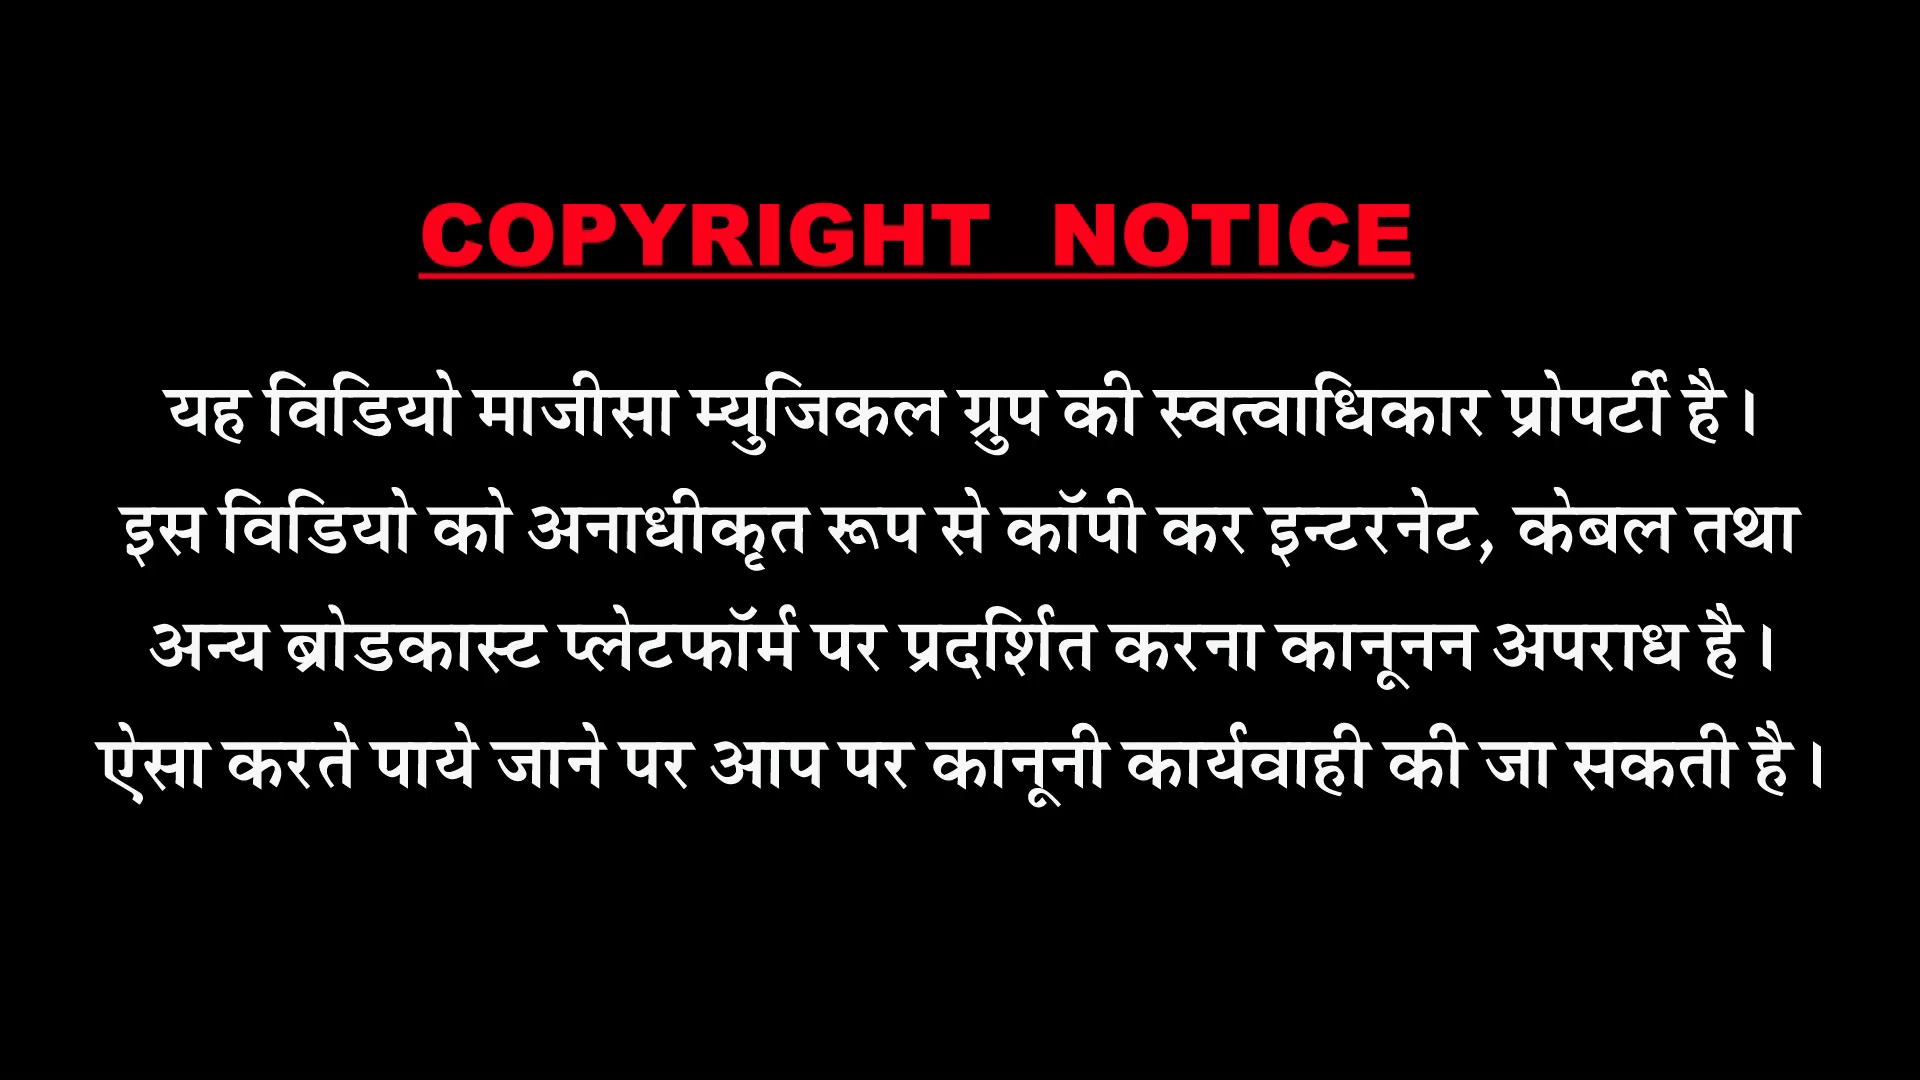 COPYRIGHT NOTICE
यह विडियो माजीसा म्युजिकल ग्रुप की स्वत्वाधिकार प्रोपर्टी है।
इस विडियो को अनाधीकृत रूप से कॉपी कर इन्टरनेट, केबल तथा
अन्य ब्रोडकास्ट प्लेटफॉर्म पर प्रदर्शित करना कानूनन अपराध है।
ऐसा करते पाये जाने पर आप पर कानूनी कार्यवाही की जा सकती है।